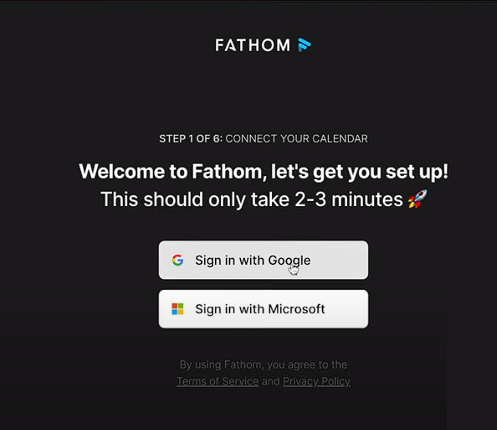 FATHOM
STEP 1 OF 6: CONNECT YOUR CALENDAR
Welcome to Fathom, let's get you set up!
This should only take 2-3 minutes 🚀
Sign in with Google
Sign in with Microsoft
By using Fathom, you agree to the
Terms of Service and Privacy Policy